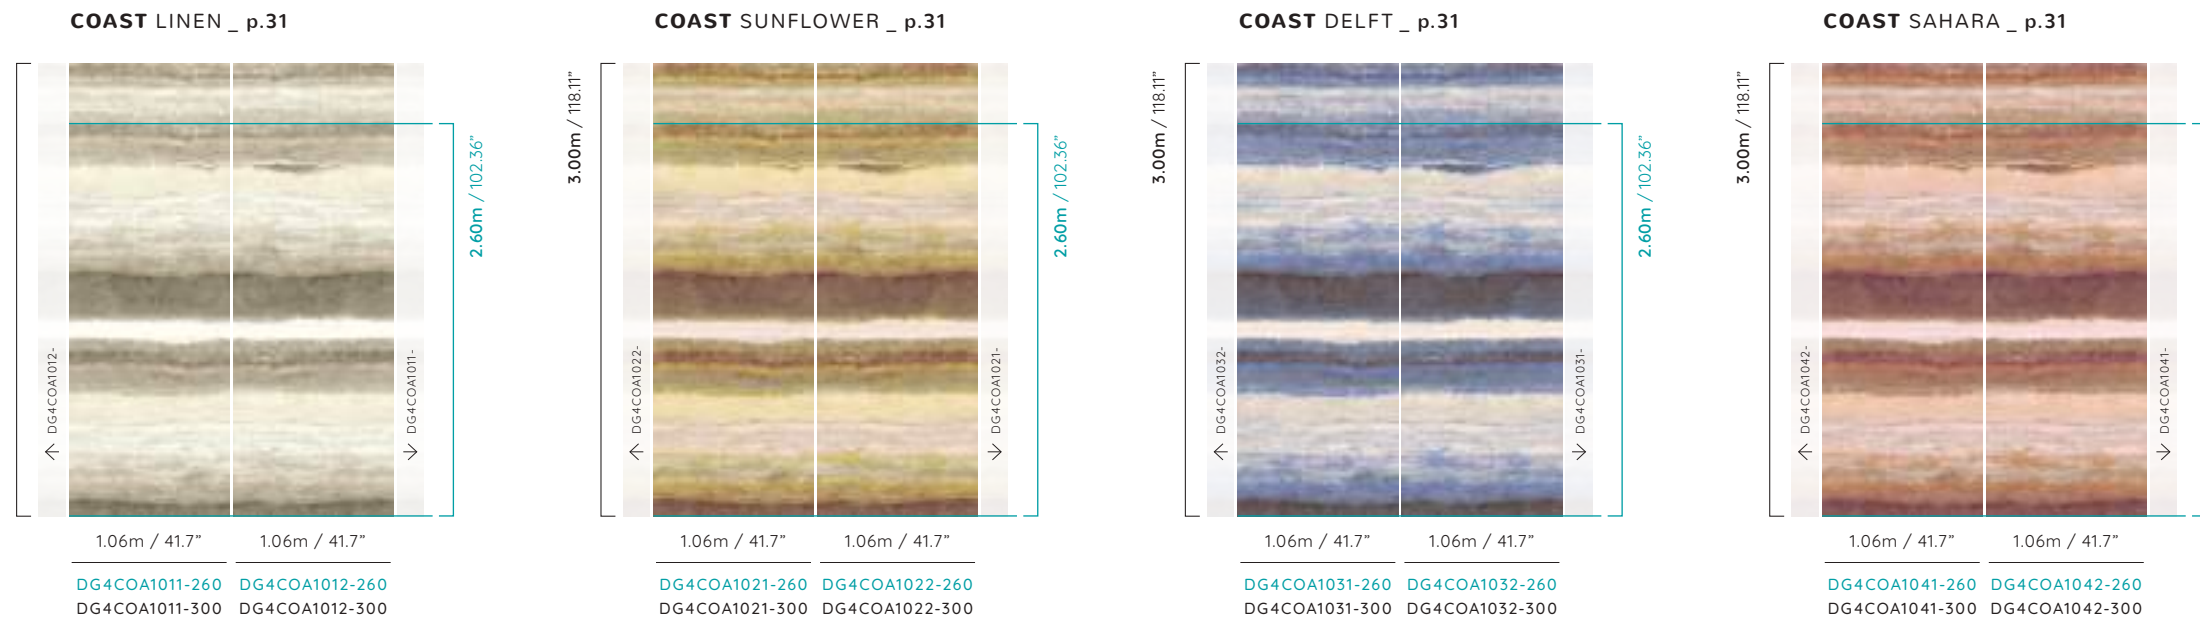 COAST LINEN _ p.31
2.60m / 102.36”
← DG4COA1012-
DG4COA1011- →
1.06m / 41.7” 1.06m / 41.7”
DG4COA1011-260 DG4COA1012-260
DG4COA1011-300 DG4COA1012-300
COAST SUNFLOWER _ p.31
3.00m / 118.11”
2.60m / 102.36”
← DG4COA1022-
DG4COA1021- →
1.06m / 41.7” 1.06m / 41.7”
DG4COA1021-260 DG4COA1022-260
DG4COA1021-300 DG4COA1022-300
COAST DELFT _ p.31
3.00m / 118.11”
2.60m / 102.36”
← DG4COA1032-
DG4COA1031- →
1.06m / 41.7” 1.06m / 41.7”
DG4COA1031-260 DG4COA1032-260
DG4COA1031-300 DG4COA1032-300
COAST SAHARA _ p.31
3.00m / 118.11”
← DG4COA1042-
DG4COA1041- →
1.06m / 41.7” 1.06m / 41.7”
DG4COA1041-260 DG4COA1042-260
DG4COA1041-300 DG4COA1042-300